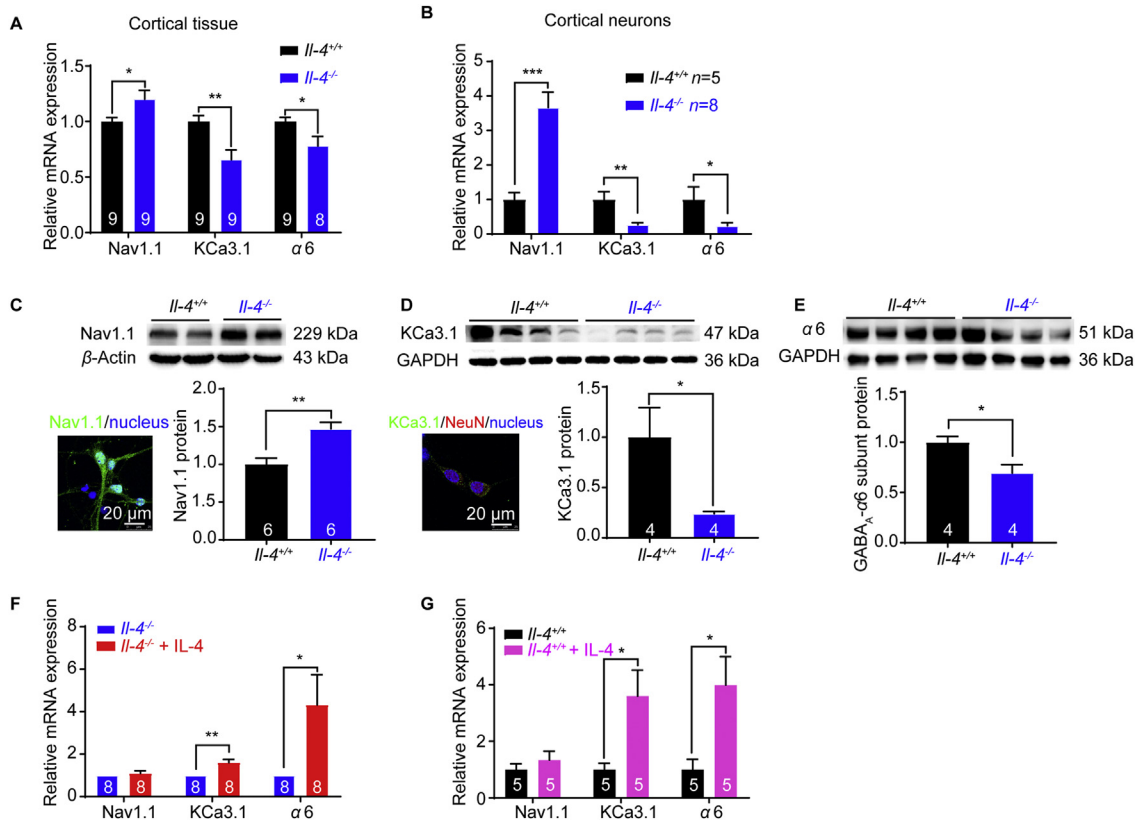 A
Cortical tissue
Relative mRNA expression
1.5
1.0
0.5
0.0
Il-4+/+
Il-4-/-
* ** *
9 9 9 9 9 8
Nav1.1 KCa3.1 α6
B
Cortical neurons
Relative mRNA expression
5
4
3
2
1
0
Il-4+/+ n=5
Il-4-/- n=8
*** ** *
Nav1.1 KCa3.1 α6
C
Il-4+/+ Il-4-/-
Nav1.1 229 kDa
β-Actin 43 kDa
Nav1.1/nucleus
20 μm
Nav1.1 protein
2.0
1.5
1.0
1.5
0.0
**
6 6
Il-4+/+ Il-4-/-
D
Il-4+/+ Il-4-/-
KCa3.1 47 kDa
GAPDH 36 kDa
KCa3.1/NeuN/nucleus
20 μm
KCa3.1 protein
1.5
1.0
0.5
0.0
*
4 4
Il-4+/+ Il-4-/-
E
Il-4+/+ Il-4-/-
α6 51 kDa
GAPDH 36 kDa
GABAA-α6 subunt protein
1.5
1.0
0.5
0.0
*
4 4
Il-4+/+ Il-4-/-
F
Relative mRNA expression
8
6
4
2
0
Il-4-/-
Il-4-/- + IL-4
** *
8 8 8 8 8 8
Nav1.1 KCa3.1 α6
G
Relative mRNA expression
6
4
2
0
Il-4+/+
Il-4+/+ + IL-4
* *
5 5 5 5 5 5
Nav1.1 KCa3.1 α6